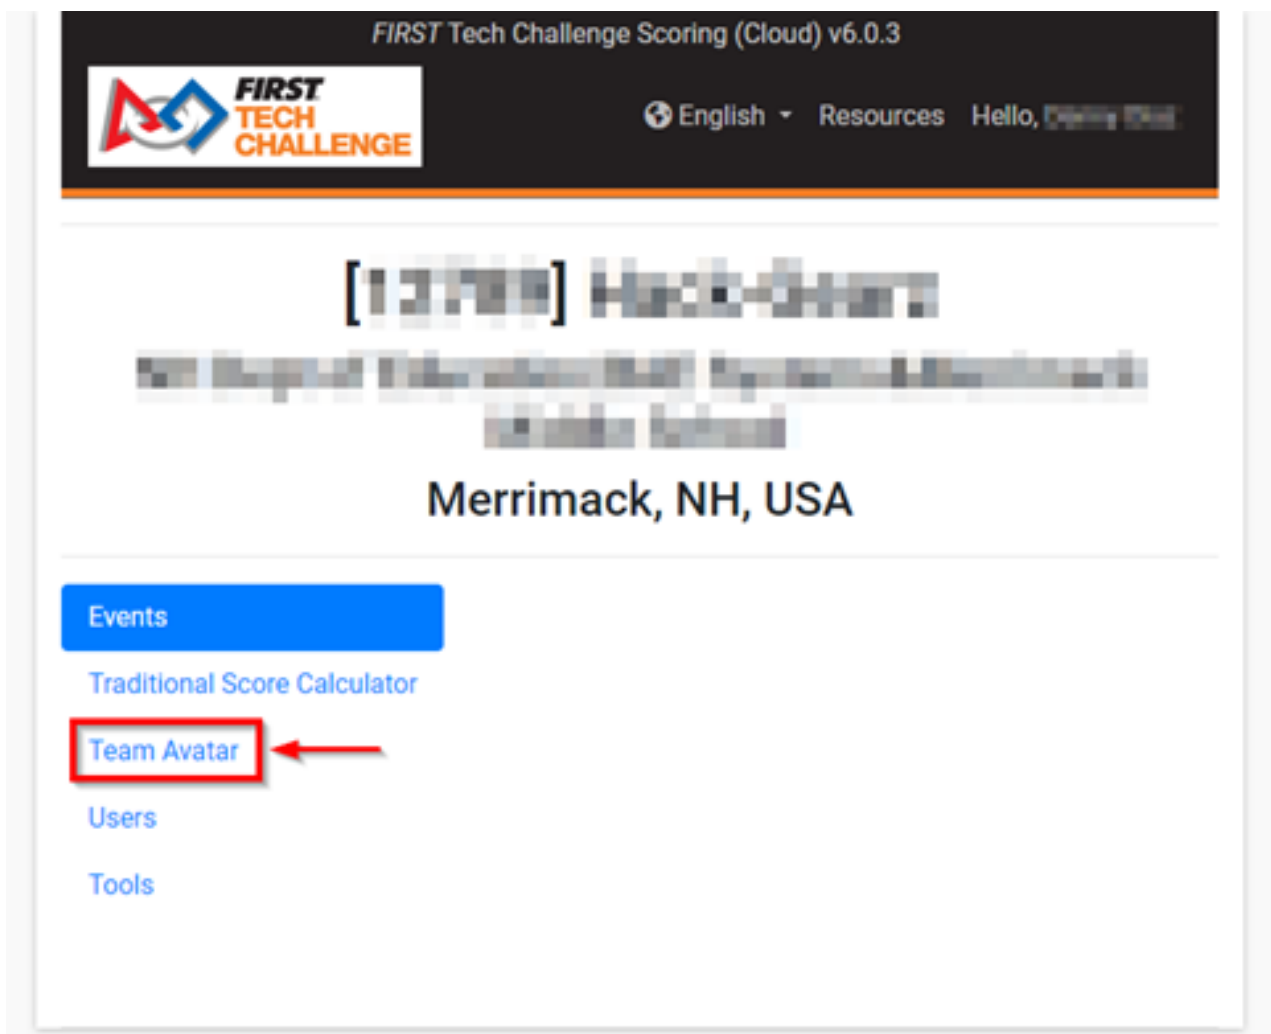 FIRST Tech Challenge Scoring (Cloud) v6.0.3
FIRST
TECH
CHALLENGE
English Resources Hello,
[ ]
Merrimack, NH, USA
Events
Traditional Score Calculator
Team Avatar
Users
Tools